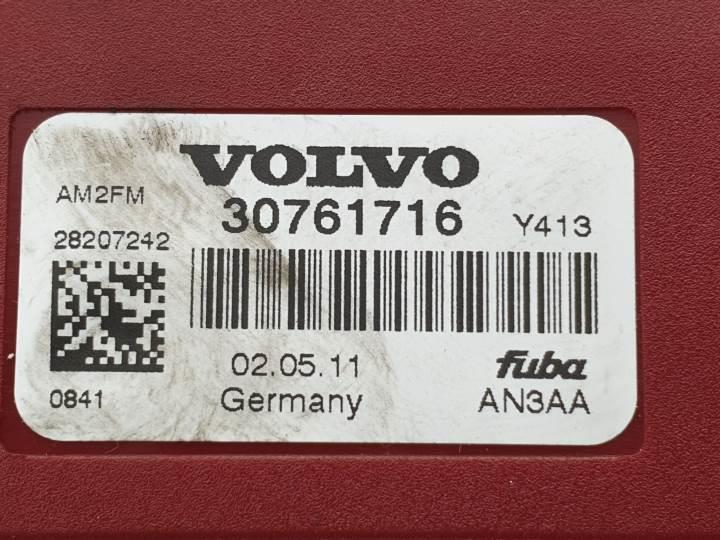 VOLVO
AM2FM
30761716
Y413
28207242
02.05.11
fuba
0841
Germany
AN3AA